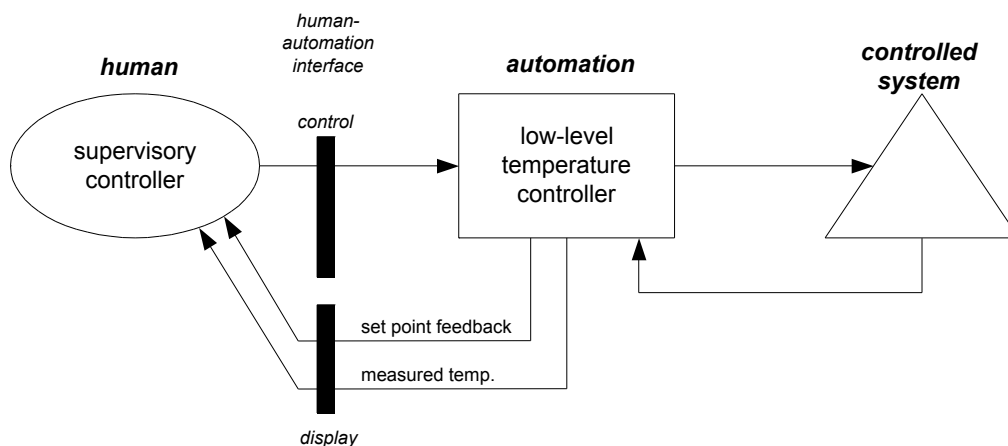 human
human-
automation
interface
automation
controlled
system
supervisory
controller
control
low-level
temperature
controller
set point feedback
measured temp.
display